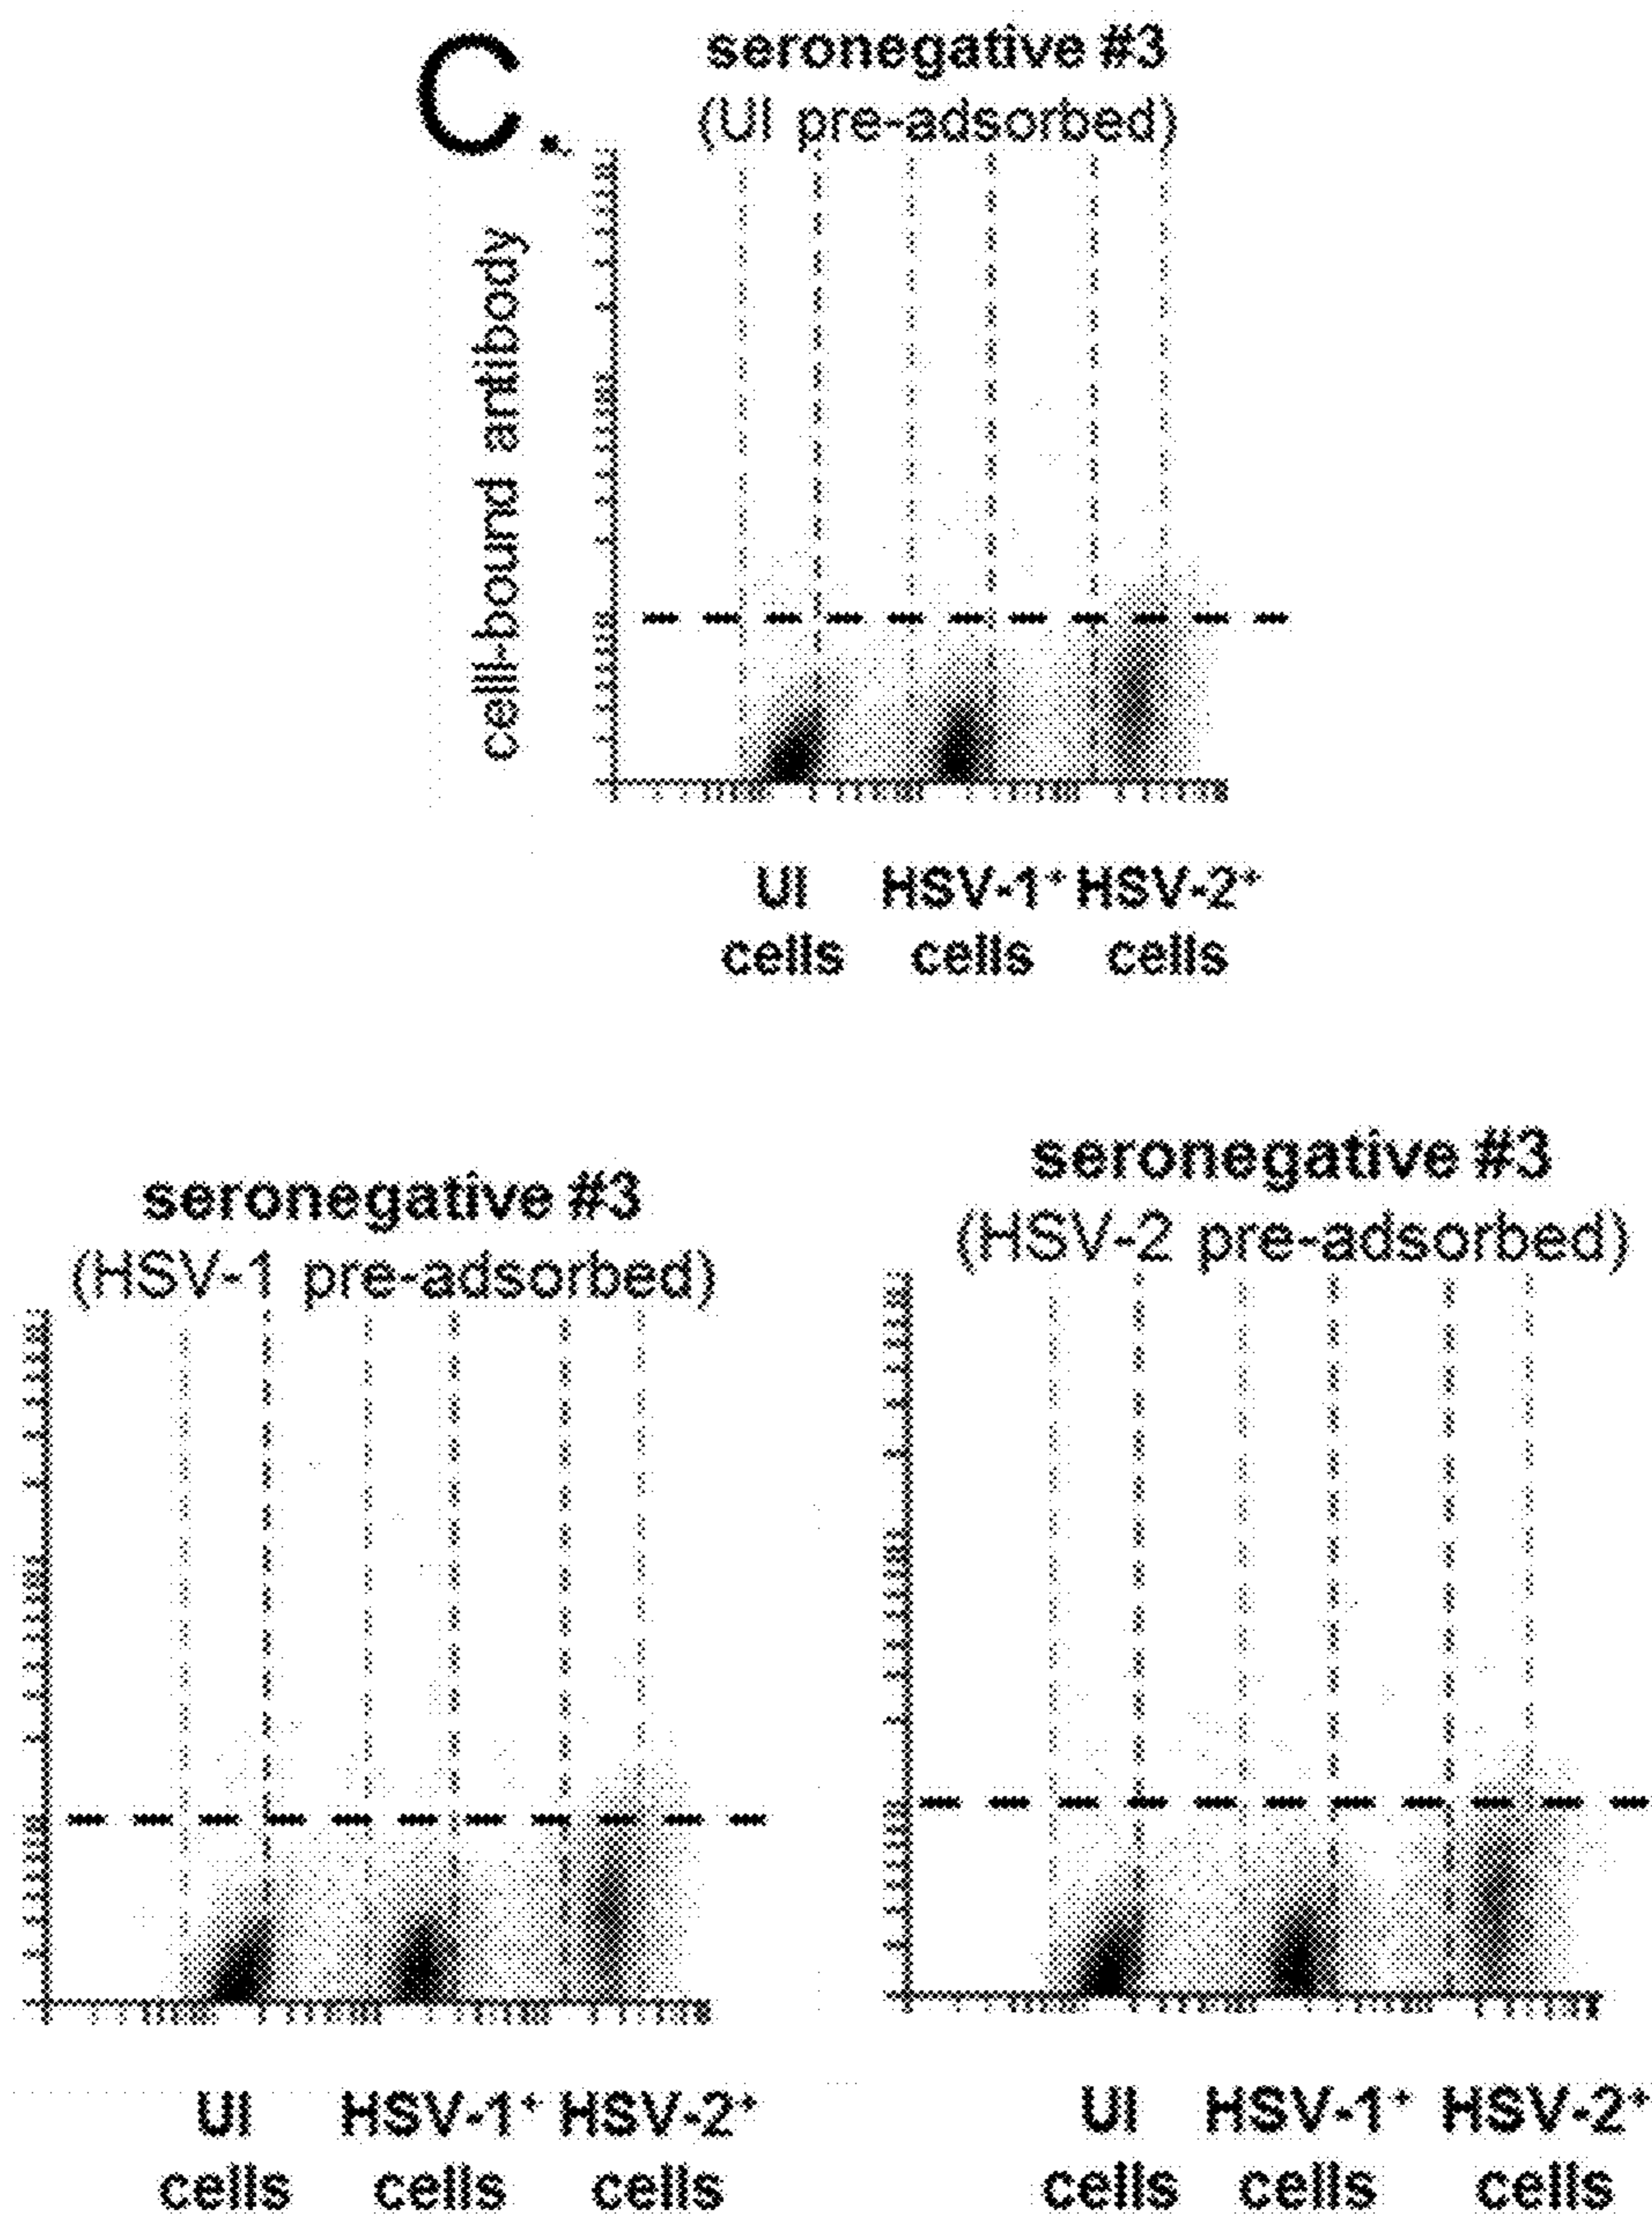 C.
seronegative #3
(UI pre-adsorbed)
cell-bound antibody
UI HSV-1+ HSV-2+
cells cells cells
seronegative #3
(HSV-1 pre-adsorbed)
UI HSV-1+ HSV-2+
cells cells cells
seronegative #3
(HSV-2 pre-adsorbed)
UI HSV-1+ HSV-2+
cells cells cells